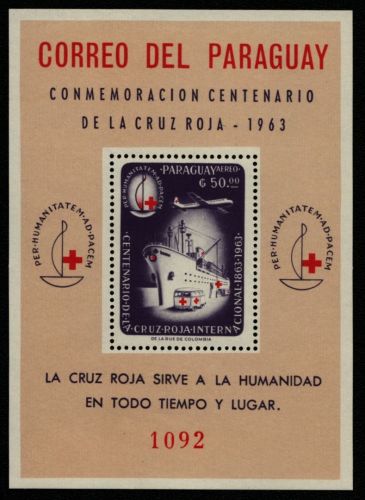 CORREO DEL PARAGUAY
CONMEMORACION CENTENARIO
DE LA CRUZ ROJA - 1963
PARAGUAY AEREO
₲ 50.00
PER·HUMANITATEM·AD·PACEM
·CENTENARIO·DE·LA·CRUZ·ROJA·INTERNACIONAL·1863·1963·
DE LA RUE DE COLOMBIA
PER·HUMANITATEM·AD·PACEM
PER·HUMANITATEM·AD·PACEM
LA CRUZ ROJA SIRVE A LA HUMANIDAD
EN TODO TIEMPO Y LUGAR.
1092